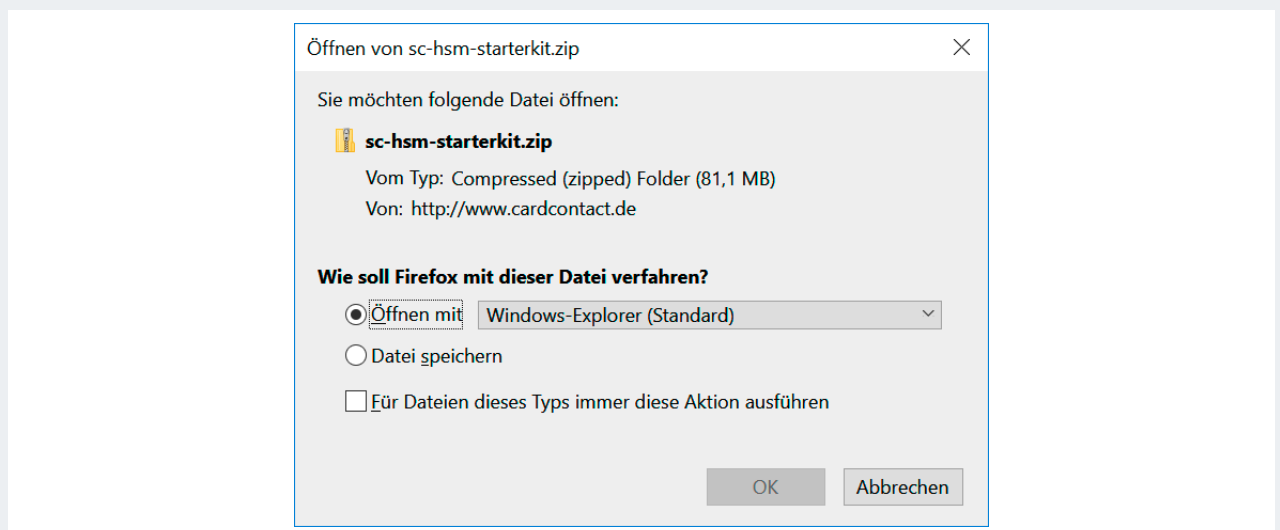 Öffnen von sc-hsm-starterkit.zip
Sie möchten folgende Datei öffnen:
sc-hsm-starterkit.zip
Vom Typ: Compressed (zipped) Folder (81,1 MB)
Von: http://www.cardcontact.de
Wie soll Firefox mit dieser Datei verfahren?
Öffnen mit Windows-Explorer (Standard)
Datei speichern
Für Dateien dieses Typs immer diese Aktion ausführen
OK Abbrechen